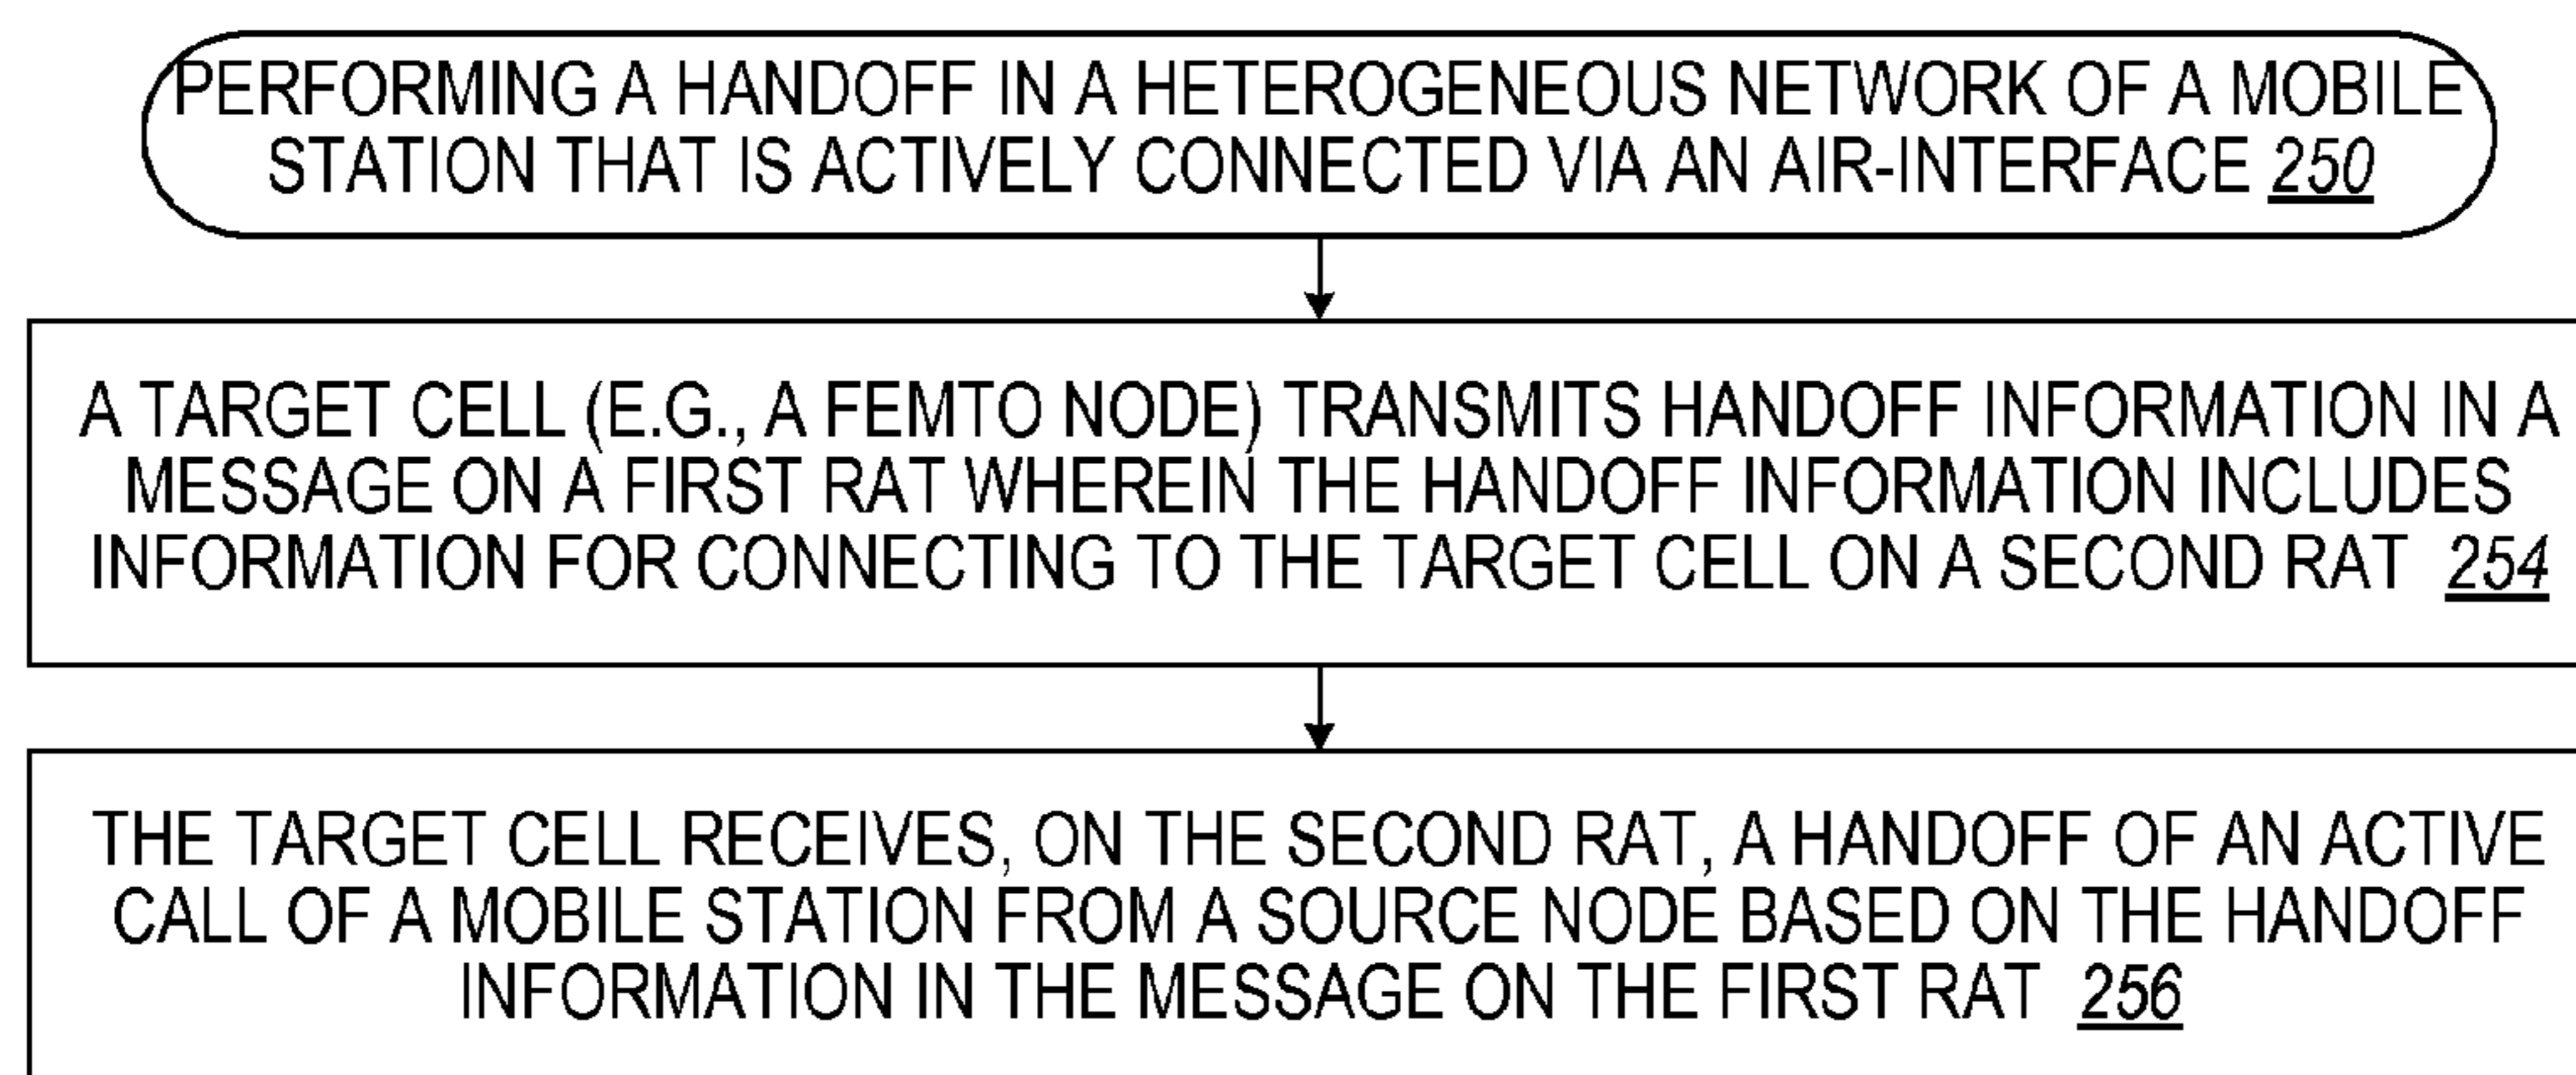 PERFORMING A HANDOFF IN A HETEROGENEOUS NETWORK OF A MOBILE
STATION THAT IS ACTIVELY CONNECTED VIA AN AIR-INTERFACE 250
A TARGET CELL (E.G., A FEMTO NODE) TRANSMITS HANDOFF INFORMATION IN A
MESSAGE ON A FIRST RAT WHEREIN THE HANDOFF INFORMATION INCLUDES
INFORMATION FOR CONNECTING TO THE TARGET CELL ON A SECOND RAT 254
THE TARGET CELL RECEIVES, ON THE SECOND RAT, A HANDOFF OF AN ACTIVE
CALL OF A MOBILE STATION FROM A SOURCE NODE BASED ON THE HANDOFF
INFORMATION IN THE MESSAGE ON THE FIRST RAT 256